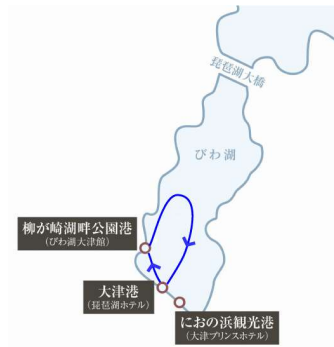 琵琶湖大橋
びわ湖
柳が崎湖畔公園港
(びわ湖大津館)
大津港
(琵琶湖ホテル)
におの浜観光港
(大津プリンスホテル)